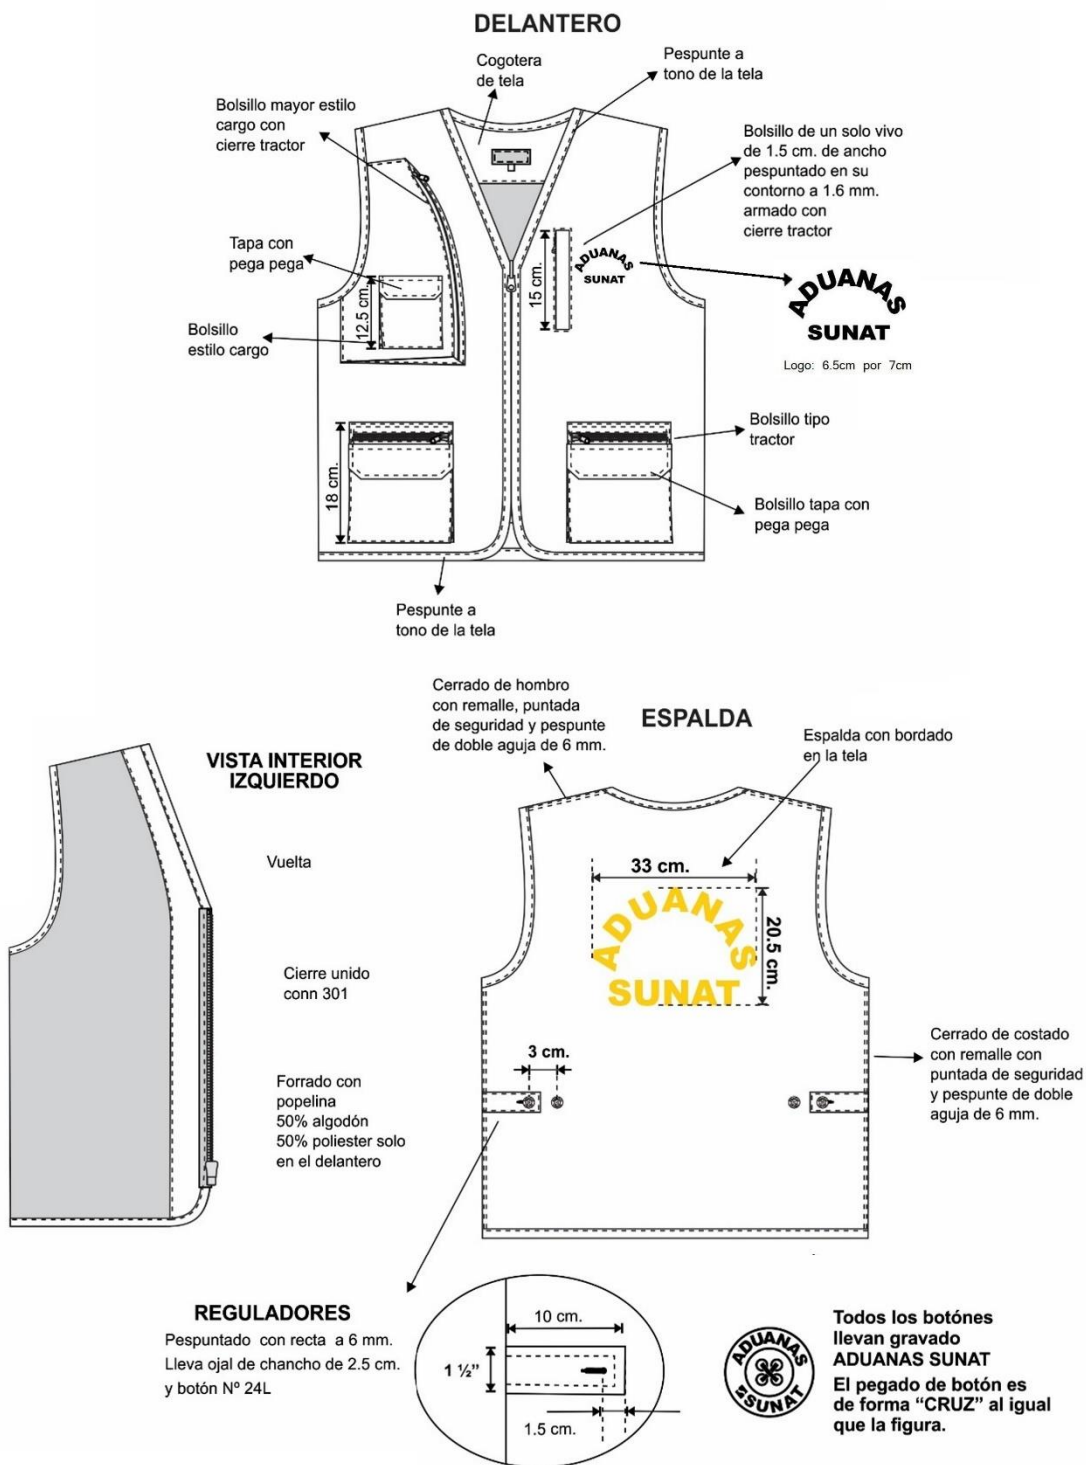 DELANTERO
Cogotera
de tela
Pespunte a
tono de la tela
Bolsillo mayor estilo
cargo con
cierre tractor
Bolsillo de un solo vivo
de 1.5 cm. de ancho
pespuntado en su
contorno a 1.6 mm.
armado con
cierre tractor
Tapa con
pega pega
12.5 cm.
15 cm.
ADUANAS
SUNAT
ADUANAS
SUNAT
Logo: 6.5cm por 7cm
Bolsillo
estilo cargo
18 cm.
Bolsillo tipo
tractor
Bolsillo tapa con
pega pega
Pespunte a
tono de la tela
Cerrado de hombro
con remalle, puntada
de seguridad y pespunte
de doble aguja de 6 mm.
ESPALDA
Espalda con bordado
en la tela
VISTA INTERIOR
IZQUIERDO
Vuelta
33 cm.
20.5 cm.
ADUANAS
SUNAT
Cierre unido
conn 301
3 cm.
Cerrado de costado
con remalle con
puntada de seguridad
y pespunte de doble
aguja de 6 mm.
Forrado con
popelina
50% algodón
50% poliester solo
en el delantero
REGULADORES
Pespuntado con recta a 6 mm.
Lleva ojal de chancho de 2.5 cm.
y botón Nº 24L
10 cm.
1 ½”
1.5 cm.
ADUANAS
SUNAT
Todos los botónes
llevan gravado
ADUANAS SUNAT
El pegado de botón es
de forma “CRUZ” al igual
que la figura.